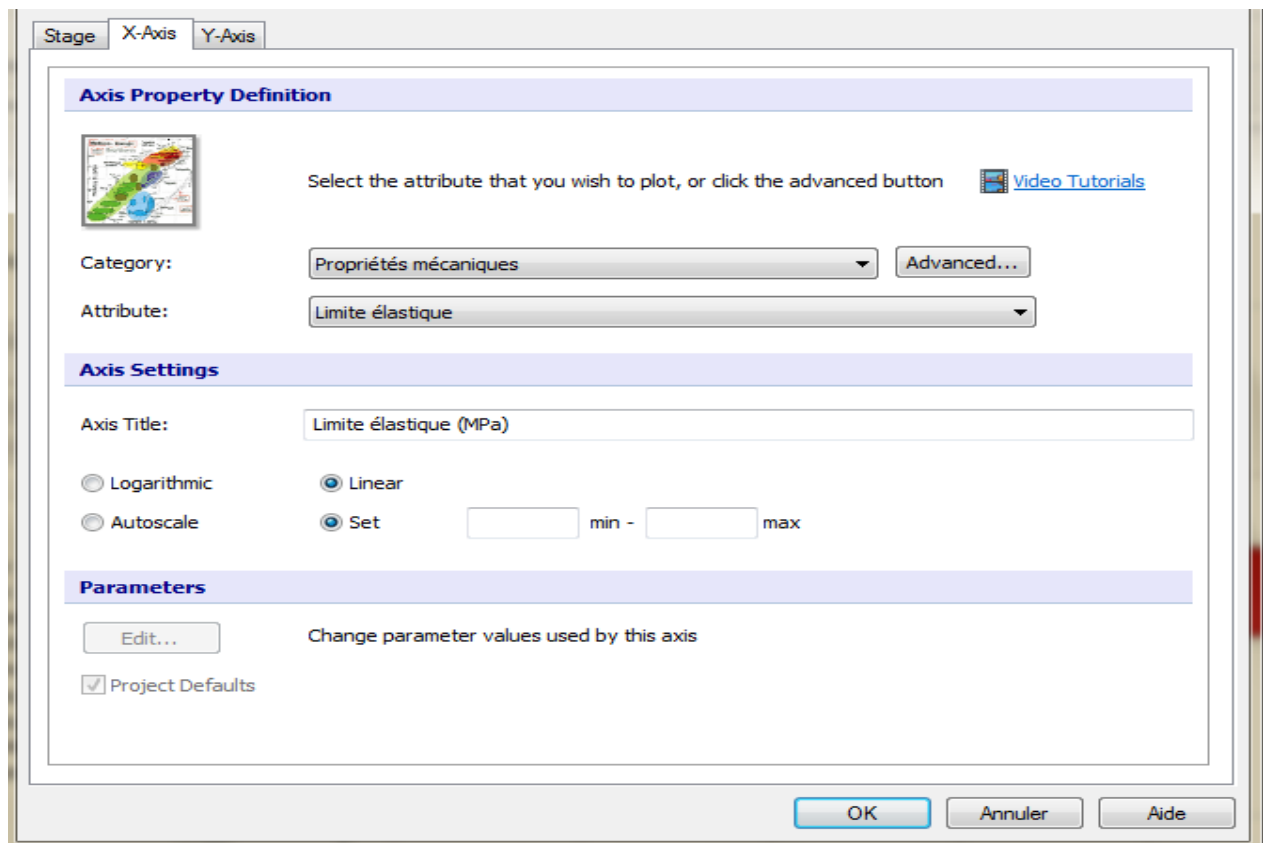 Stage X-Axis Y-Axis
Axis Property Definition
Select the attribute that you wish to plot, or click the advanced button Video Tutorials
Category: Propriétés mécaniques Advanced...
Attribute: Limite élastique
Axis Settings
Axis Title: Limite élastique (MPa)
Logarithmic Linear
Autoscale Set min - max
Parameters
Edit... Change parameter values used by this axis
Project Defaults
OK Annuler Aide